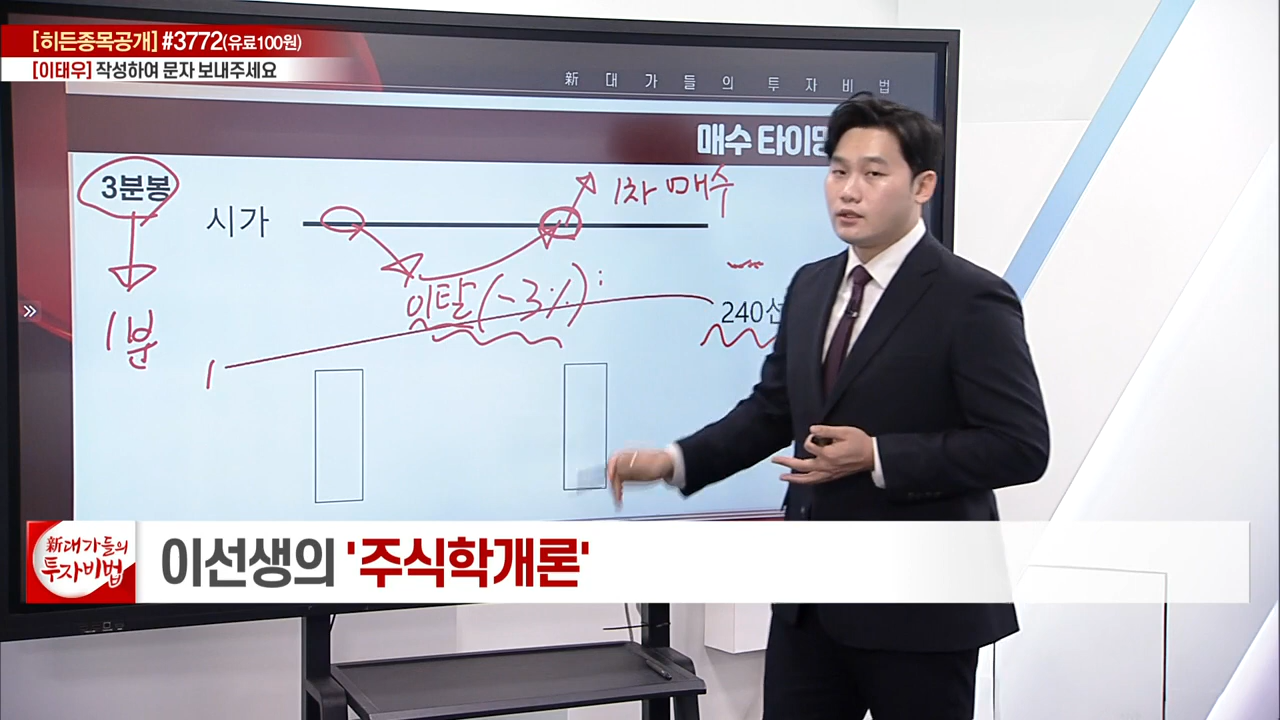 [히든종목공개] #3772(유료100원)
[이태우] 작성하여 문자 보내주세요
新 대가들의 투자비법
매수 타이밍
3분봉
시가
1차 매수
이탈(-3%)
240선
1분
新대가들의
투자비법
이선생의 '주식학개론'